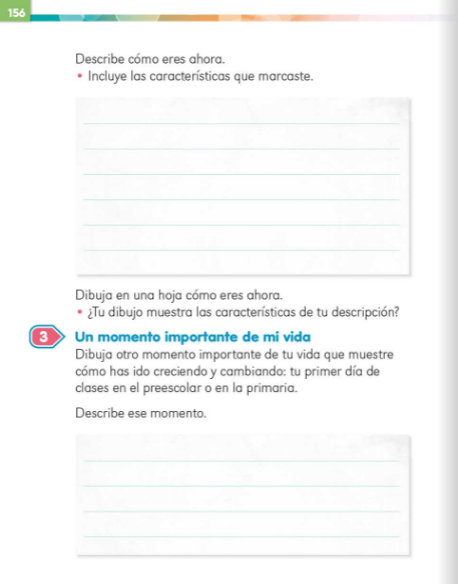 156
Describe cómo eres ahora.
• Incluye las características que marcaste.
Dibuja en una hoja cómo eres ahora.
• ¿Tu dibujo muestra las características de tu descripción?
3 Un momento importante de mi vida
Dibuja otro momento importante de tu vida que muestre
cómo has ido creciendo y cambiando: tu primer día de
clases en el preescolar o en la primaria.
Describe ese momento.